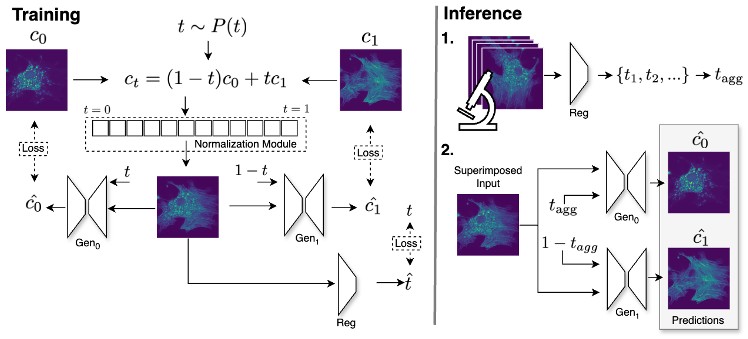 Training
c_0
t ∼ P(t)
c_1
c_t = (1 − t)c_0 + tc_1
t = 0
t = 1
Normalization Module
Loss
Loss
t
1 − t
ĉ_0
Gen_0
Gen_1
ĉ_1
t
Loss
t̂
Reg
Inference
1.
Reg
{t_1, t_2, ...}
t_agg
2.
Superimposed
Input
t_agg
Gen_0
ĉ_0
1 − t_agg
Gen_1
ĉ_1
Predictions